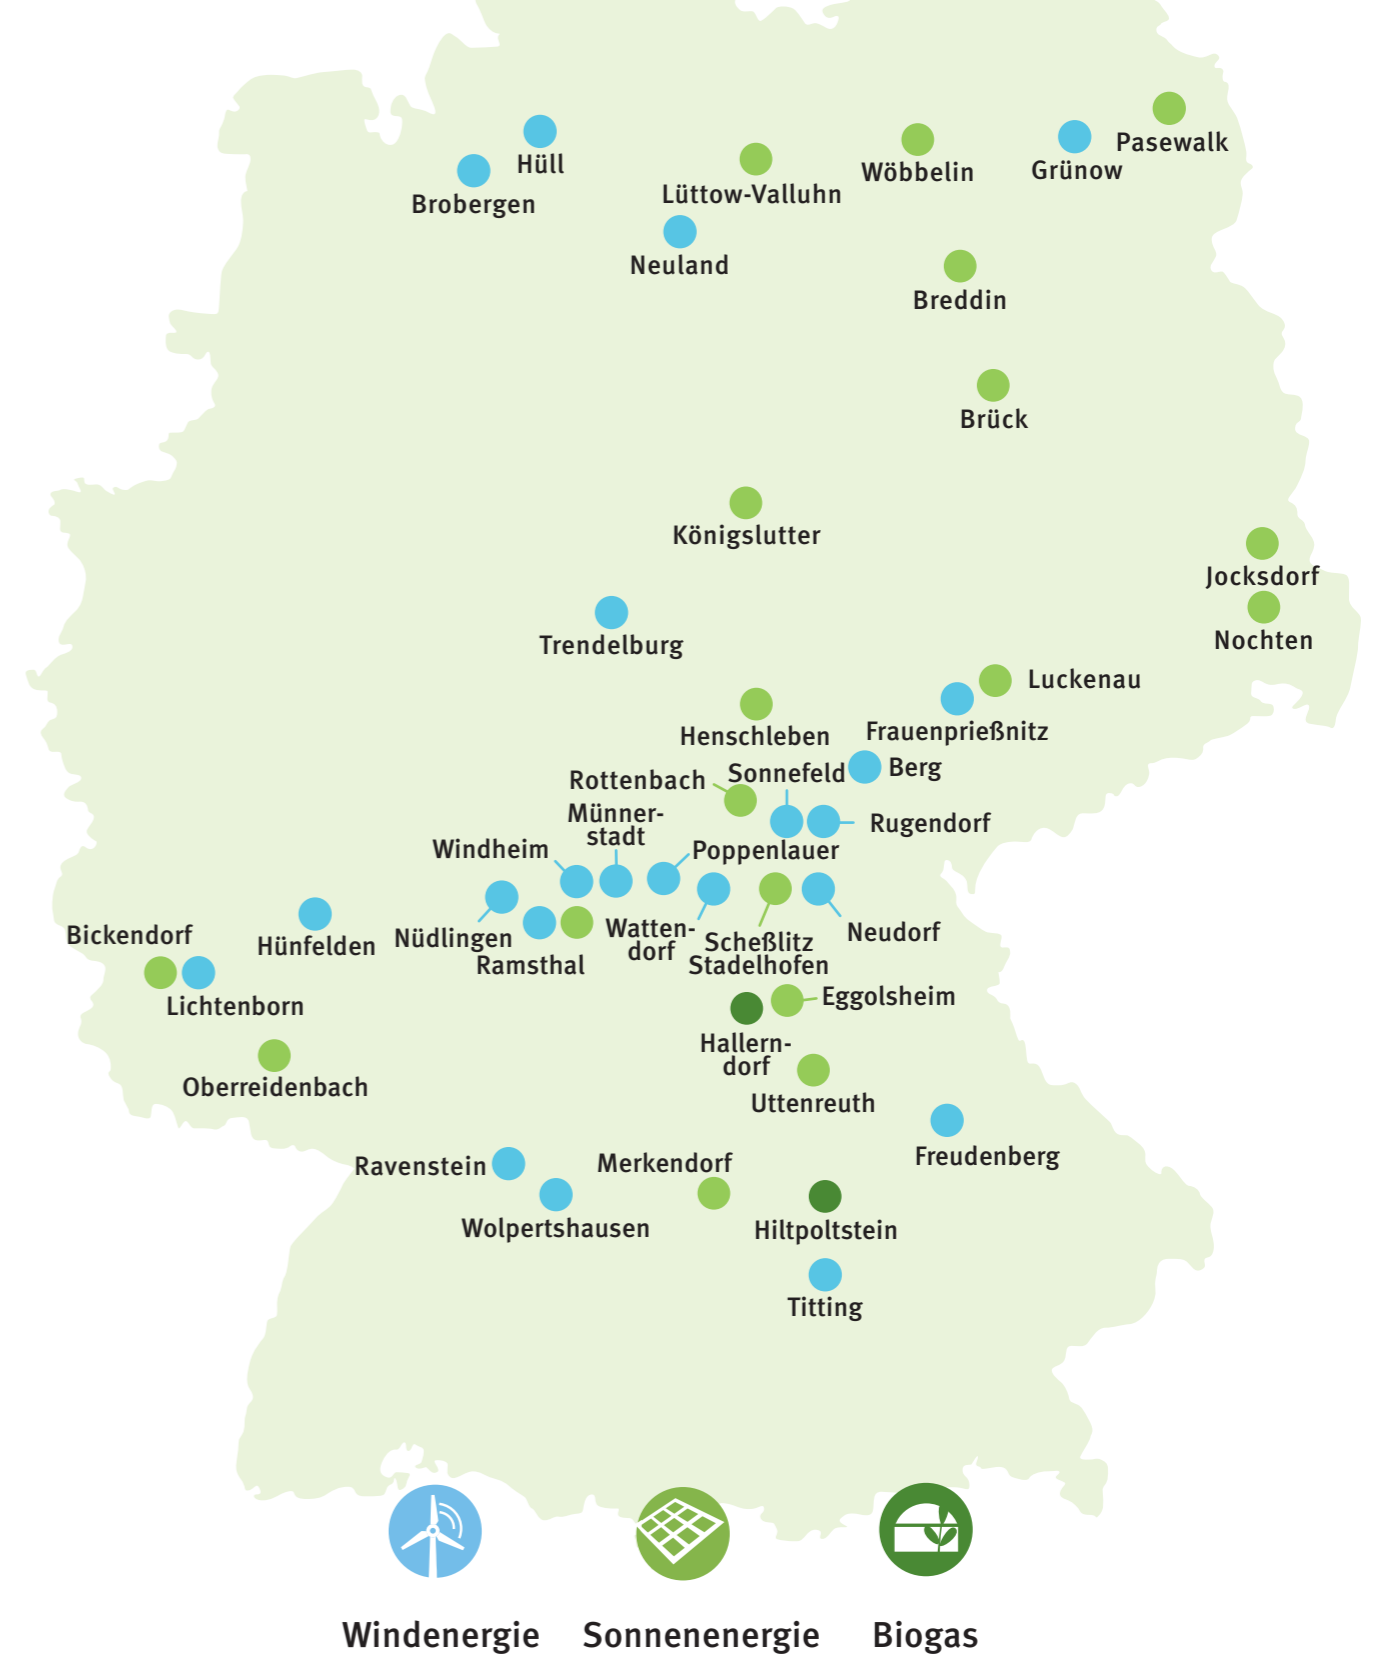 Pasewalk
Hüll
Grünow
Wöbbelin
Lüttow-Valluhn
Brobergen
Neuland
Breddin
Brück
Königslutter
Jocksdorf
Trendelburg
Nochten
Luckenau
Frauenprießnitz
Henschleben
Berg
Sonnefeld
Rottenbach
Münner-
stadt
Rugendorf
Windheim
Poppenlauer
Bickendorf
Hünfelden
Nüdlingen
Ramsthal
Watten-
dorf
Scheßlitz
Stadelhofen
Neudorf
Lichtenborn
Eggolsheim
Hallern-
dorf
Oberreidenbach
Uttenreuth
Freudenberg
Ravenstein
Merkendorf
Wolpertshausen
Hiltpoltstein
Titting
Windenergie
Sonnenenergie
Biogas